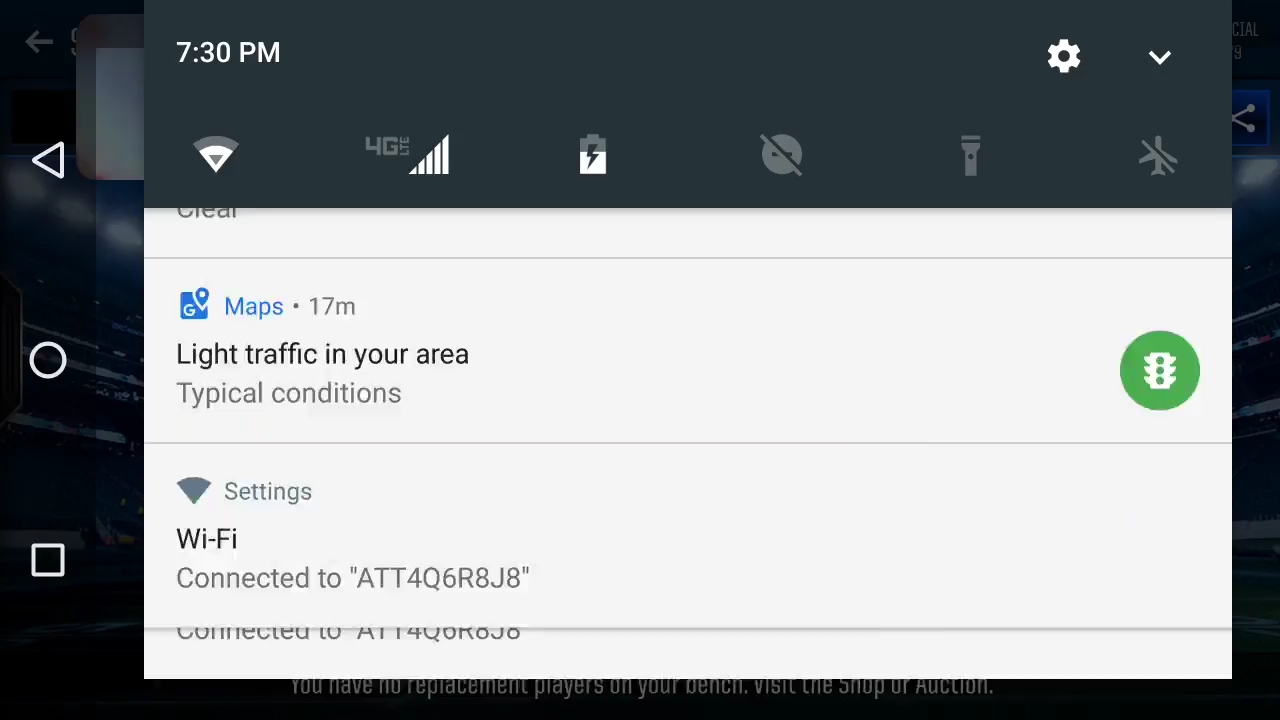 7:30 PM
4G LTE
Clear
Maps • 17m
Light traffic in your area
Typical conditions
Settings
Wi-Fi
Connected to "ATT4Q6R8J8"
Connected to "ATT4Q6R8J8"
You have no replacement players on your bench. Visit the Shop or Auction.